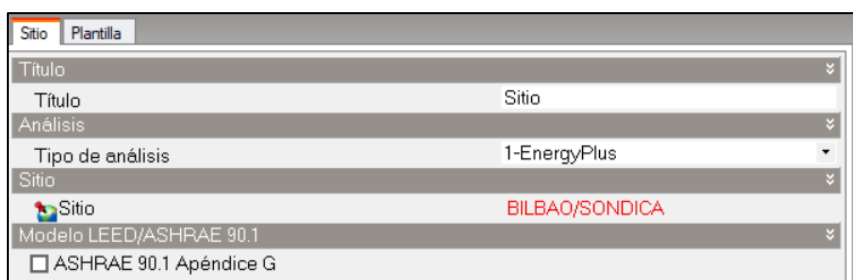 Sitio Plantilla
Título
Título Sitio
Análisis
Tipo de análisis 1-EnergyPlus
Sitio
Sitio BILBAO/SONDICA
Modelo LEED/ASHRAE 90.1
ASHRAE 90.1 Apéndice G